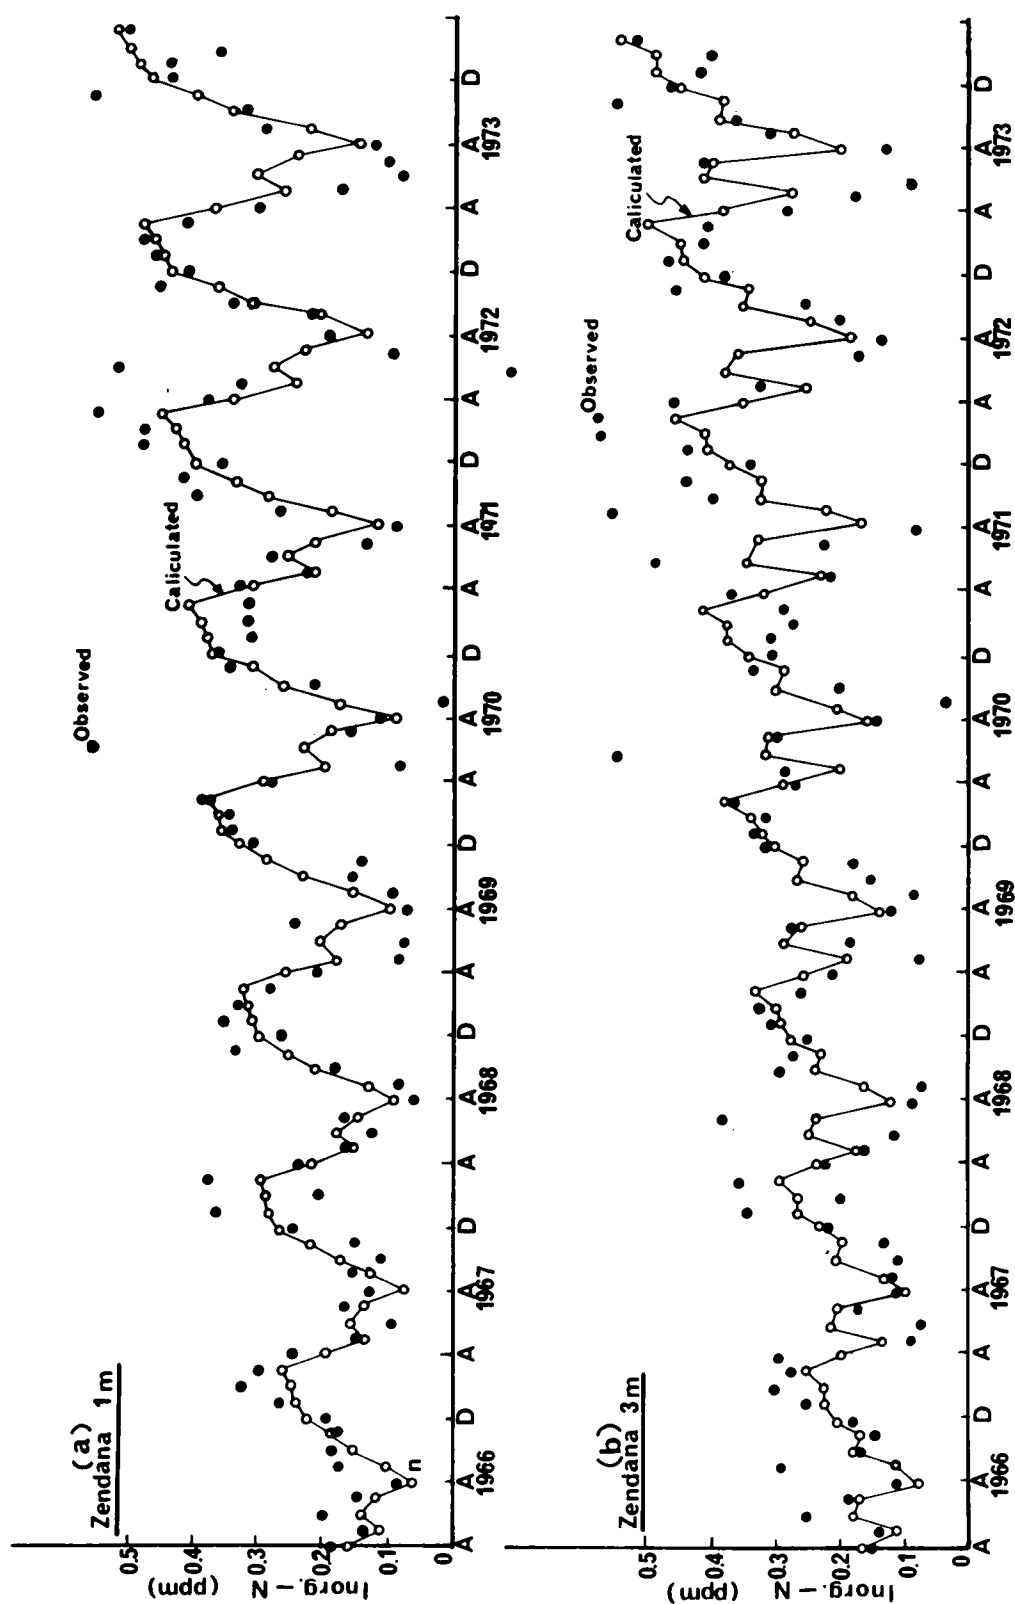 (a)
Zendana 1m
Observed
Caliculated
Inorg.–N
(ppm)
0.5
0.4
0.3
0.2
0.1
0
n
A A D A A D A A D A A D A A D A A D A A D A A D
1966 1967 1968 1969 1970 1971 1972 1973
(b)
Zendana 3m
Observed
Caliculated
Inorg.–N
(ppm)
0.5
0.4
0.3
0.2
0.1
0
A A D A A D A A D A A D A A D A A D A A D A A D
1966 1967 1968 1969 1970 1971 1972 1973